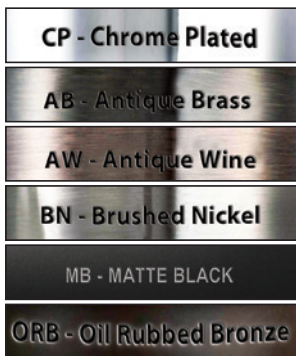 CP - Chrome Plated
AB - Antique Brass
AW - Antique Wine
BN - Brushed Nickel
MB - MATTE BLACK
ORB - Oil Rubbed Bronze